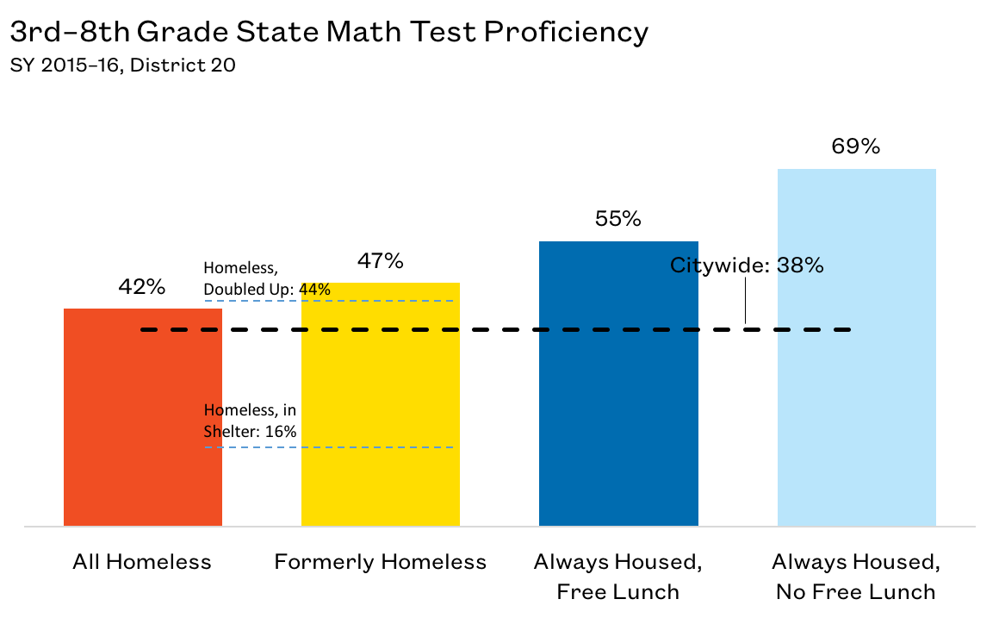 3rd–8th Grade State Math Test Proficiency
SY 2015–16, District 20
69%
55%
47%
42%
Homeless,
Doubled Up: 44%
Citywide: 38%
Homeless, in
Shelter: 16%
All Homeless
Formerly Homeless
Always Housed,
Free Lunch
Always Housed,
No Free Lunch